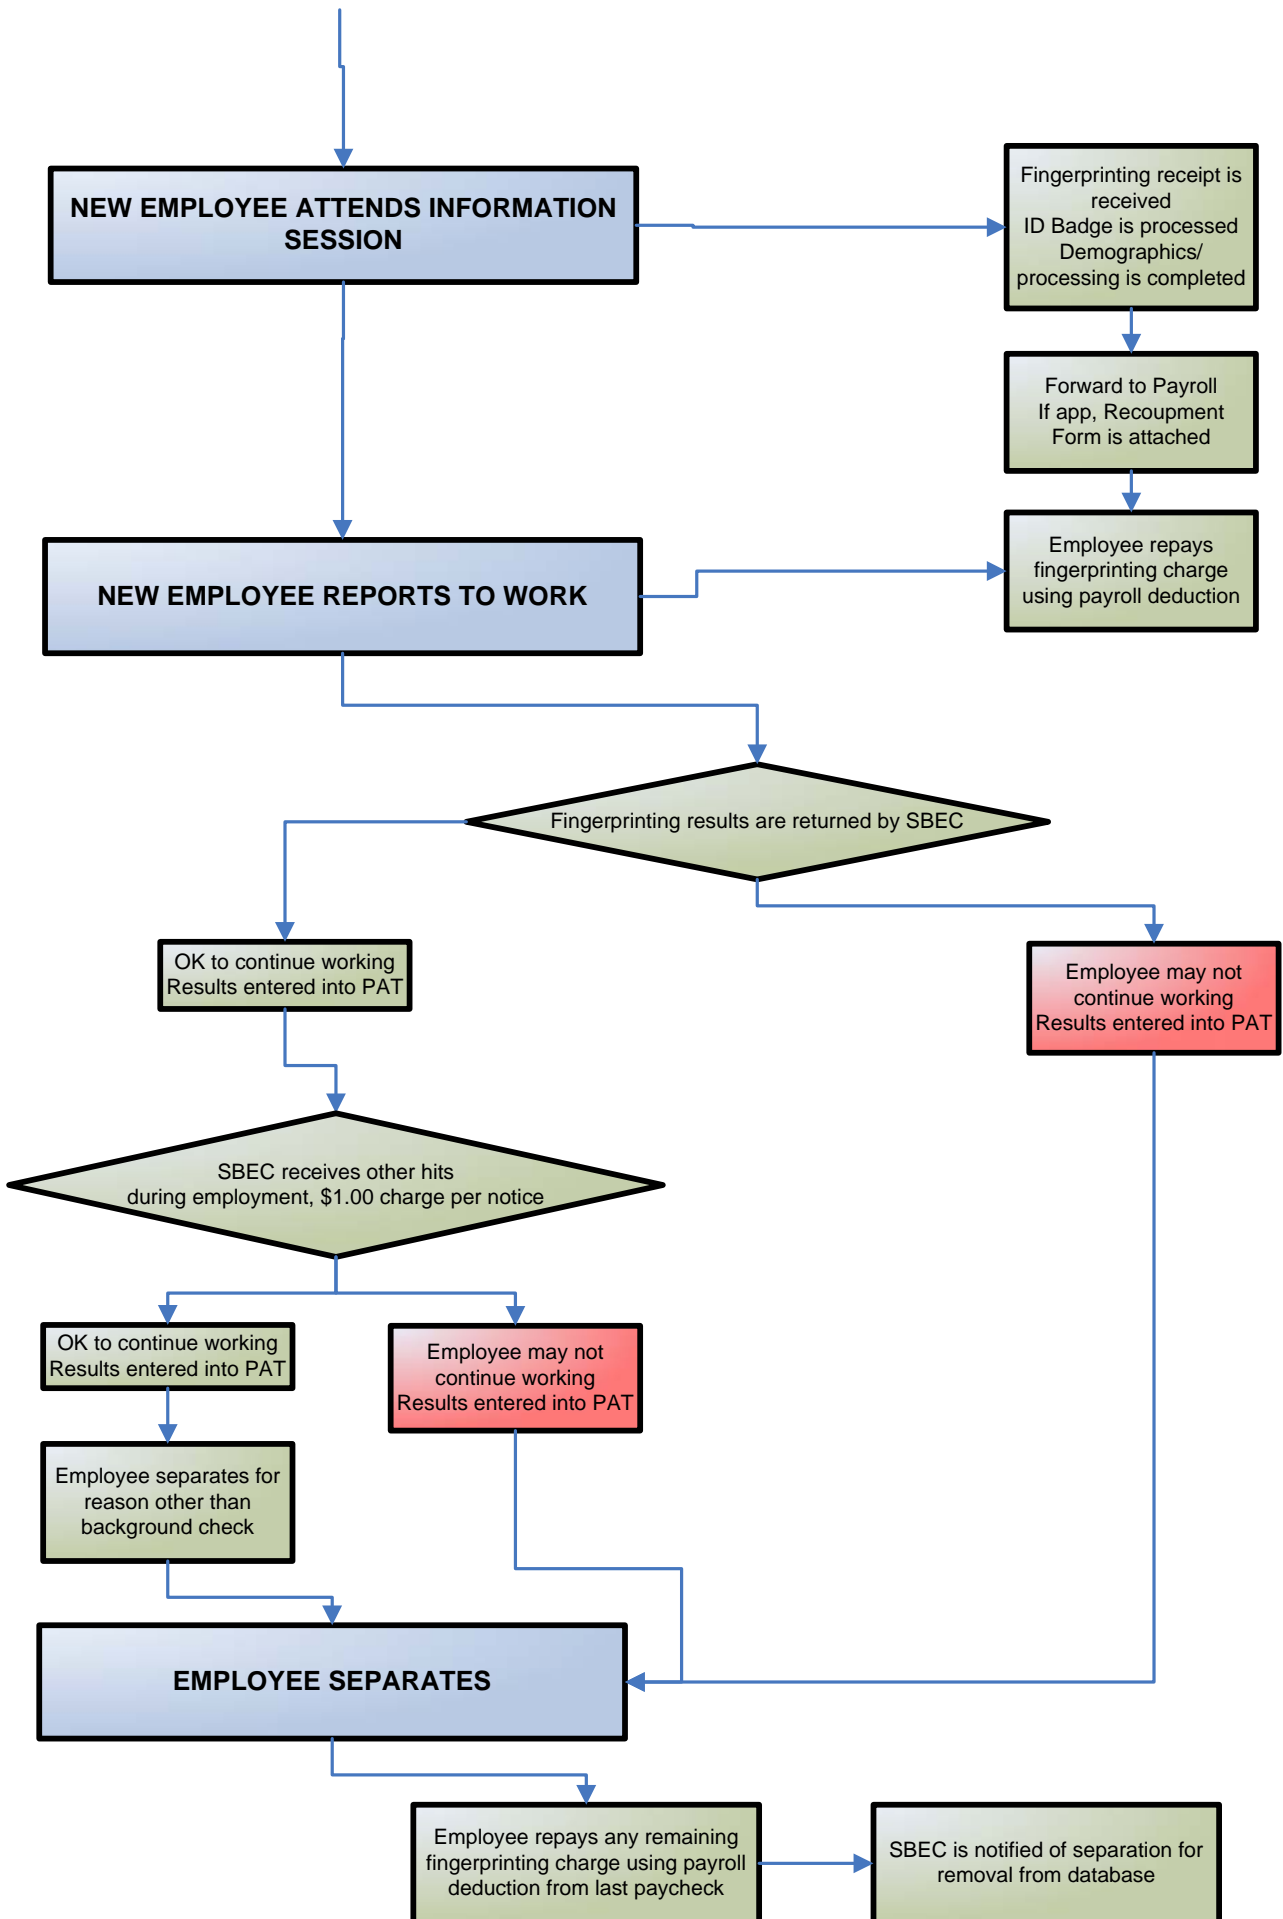 NEW EMPLOYEE ATTENDS INFORMATION
SESSION
Fingerprinting receipt is
received
ID Badge is processed
Demographics/
processing is completed
Forward to Payroll
If app, Recoupment
Form is attached
NEW EMPLOYEE REPORTS TO WORK
Employee repays
fingerprinting charge
using payroll deduction
Fingerprinting results are returned by SBEC
OK to continue working
Results entered into PAT
Employee may not
continue working
Results entered into PAT
SBEC receives other hits
during employment, $1.00 charge per notice
OK to continue working
Results entered into PAT
Employee may not
continue working
Results entered into PAT
Employee separates for
reason other than
background check
EMPLOYEE SEPARATES
Employee repays any remaining
fingerprinting charge using payroll
deduction from last paycheck
SBEC is notified of separation for
removal from database